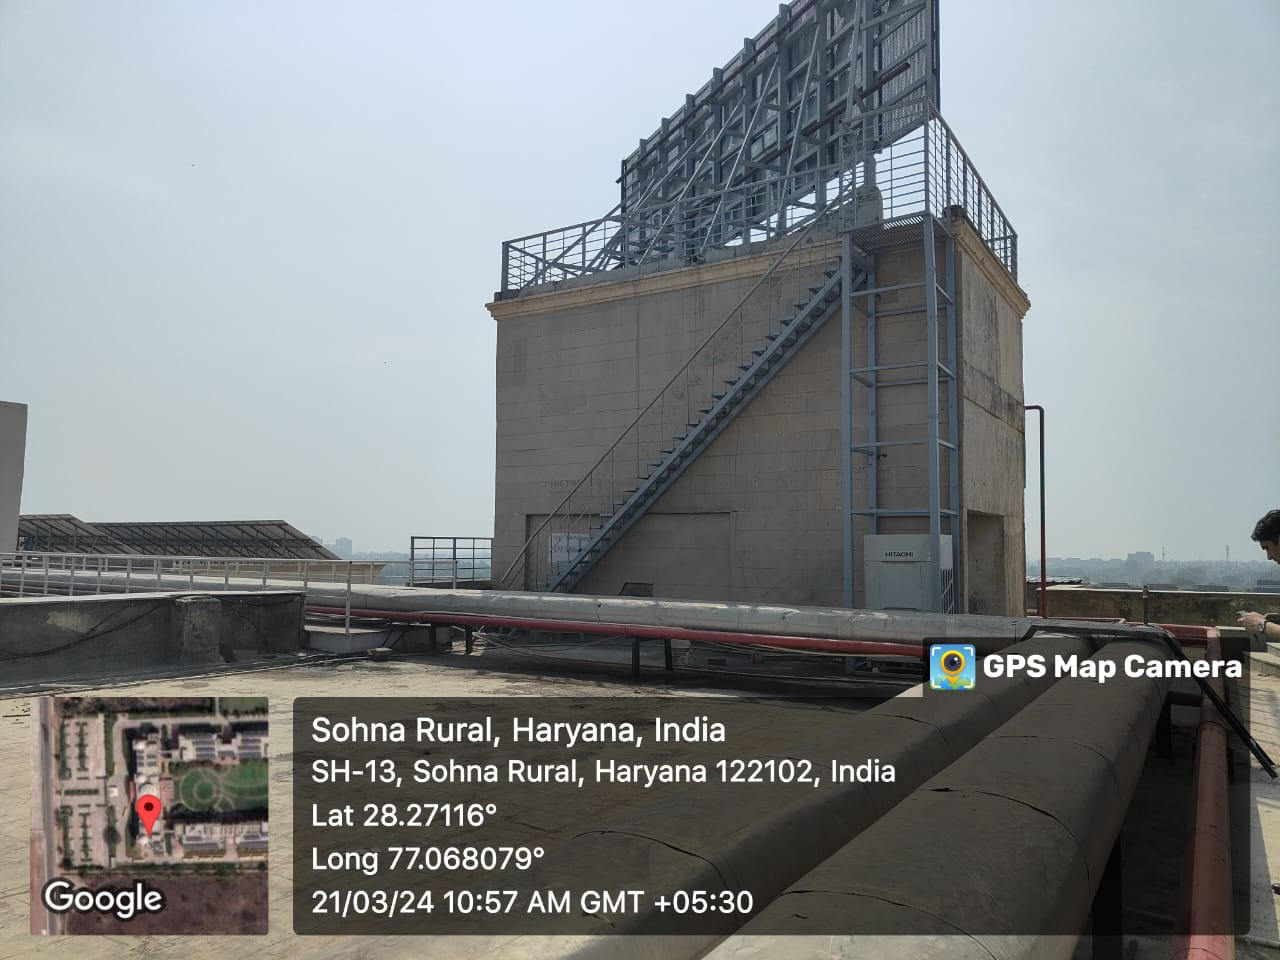 HITACHI
GPS Map Camera
Sohna Rural, Haryana, India
SH-13, Sohna Rural, Haryana 122102, India
Lat 28.27116°
Long 77.068079°
21/03/24 10:57 AM GMT +05:30
Google